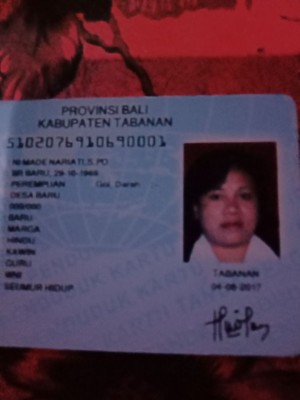 PROVINSI BALI
KABUPATEN TABANAN
5102076910690001
NI MADE NARIATI, S. PD
BR BARU, 29-10-1969
PEREMPUAN Gol. Darah
DESA BARU
000/000
BARU
MARGA
HINDU
KAWIN
GURU
WNI
SEUMUR HIDUP
TABANAN
04-08-2017